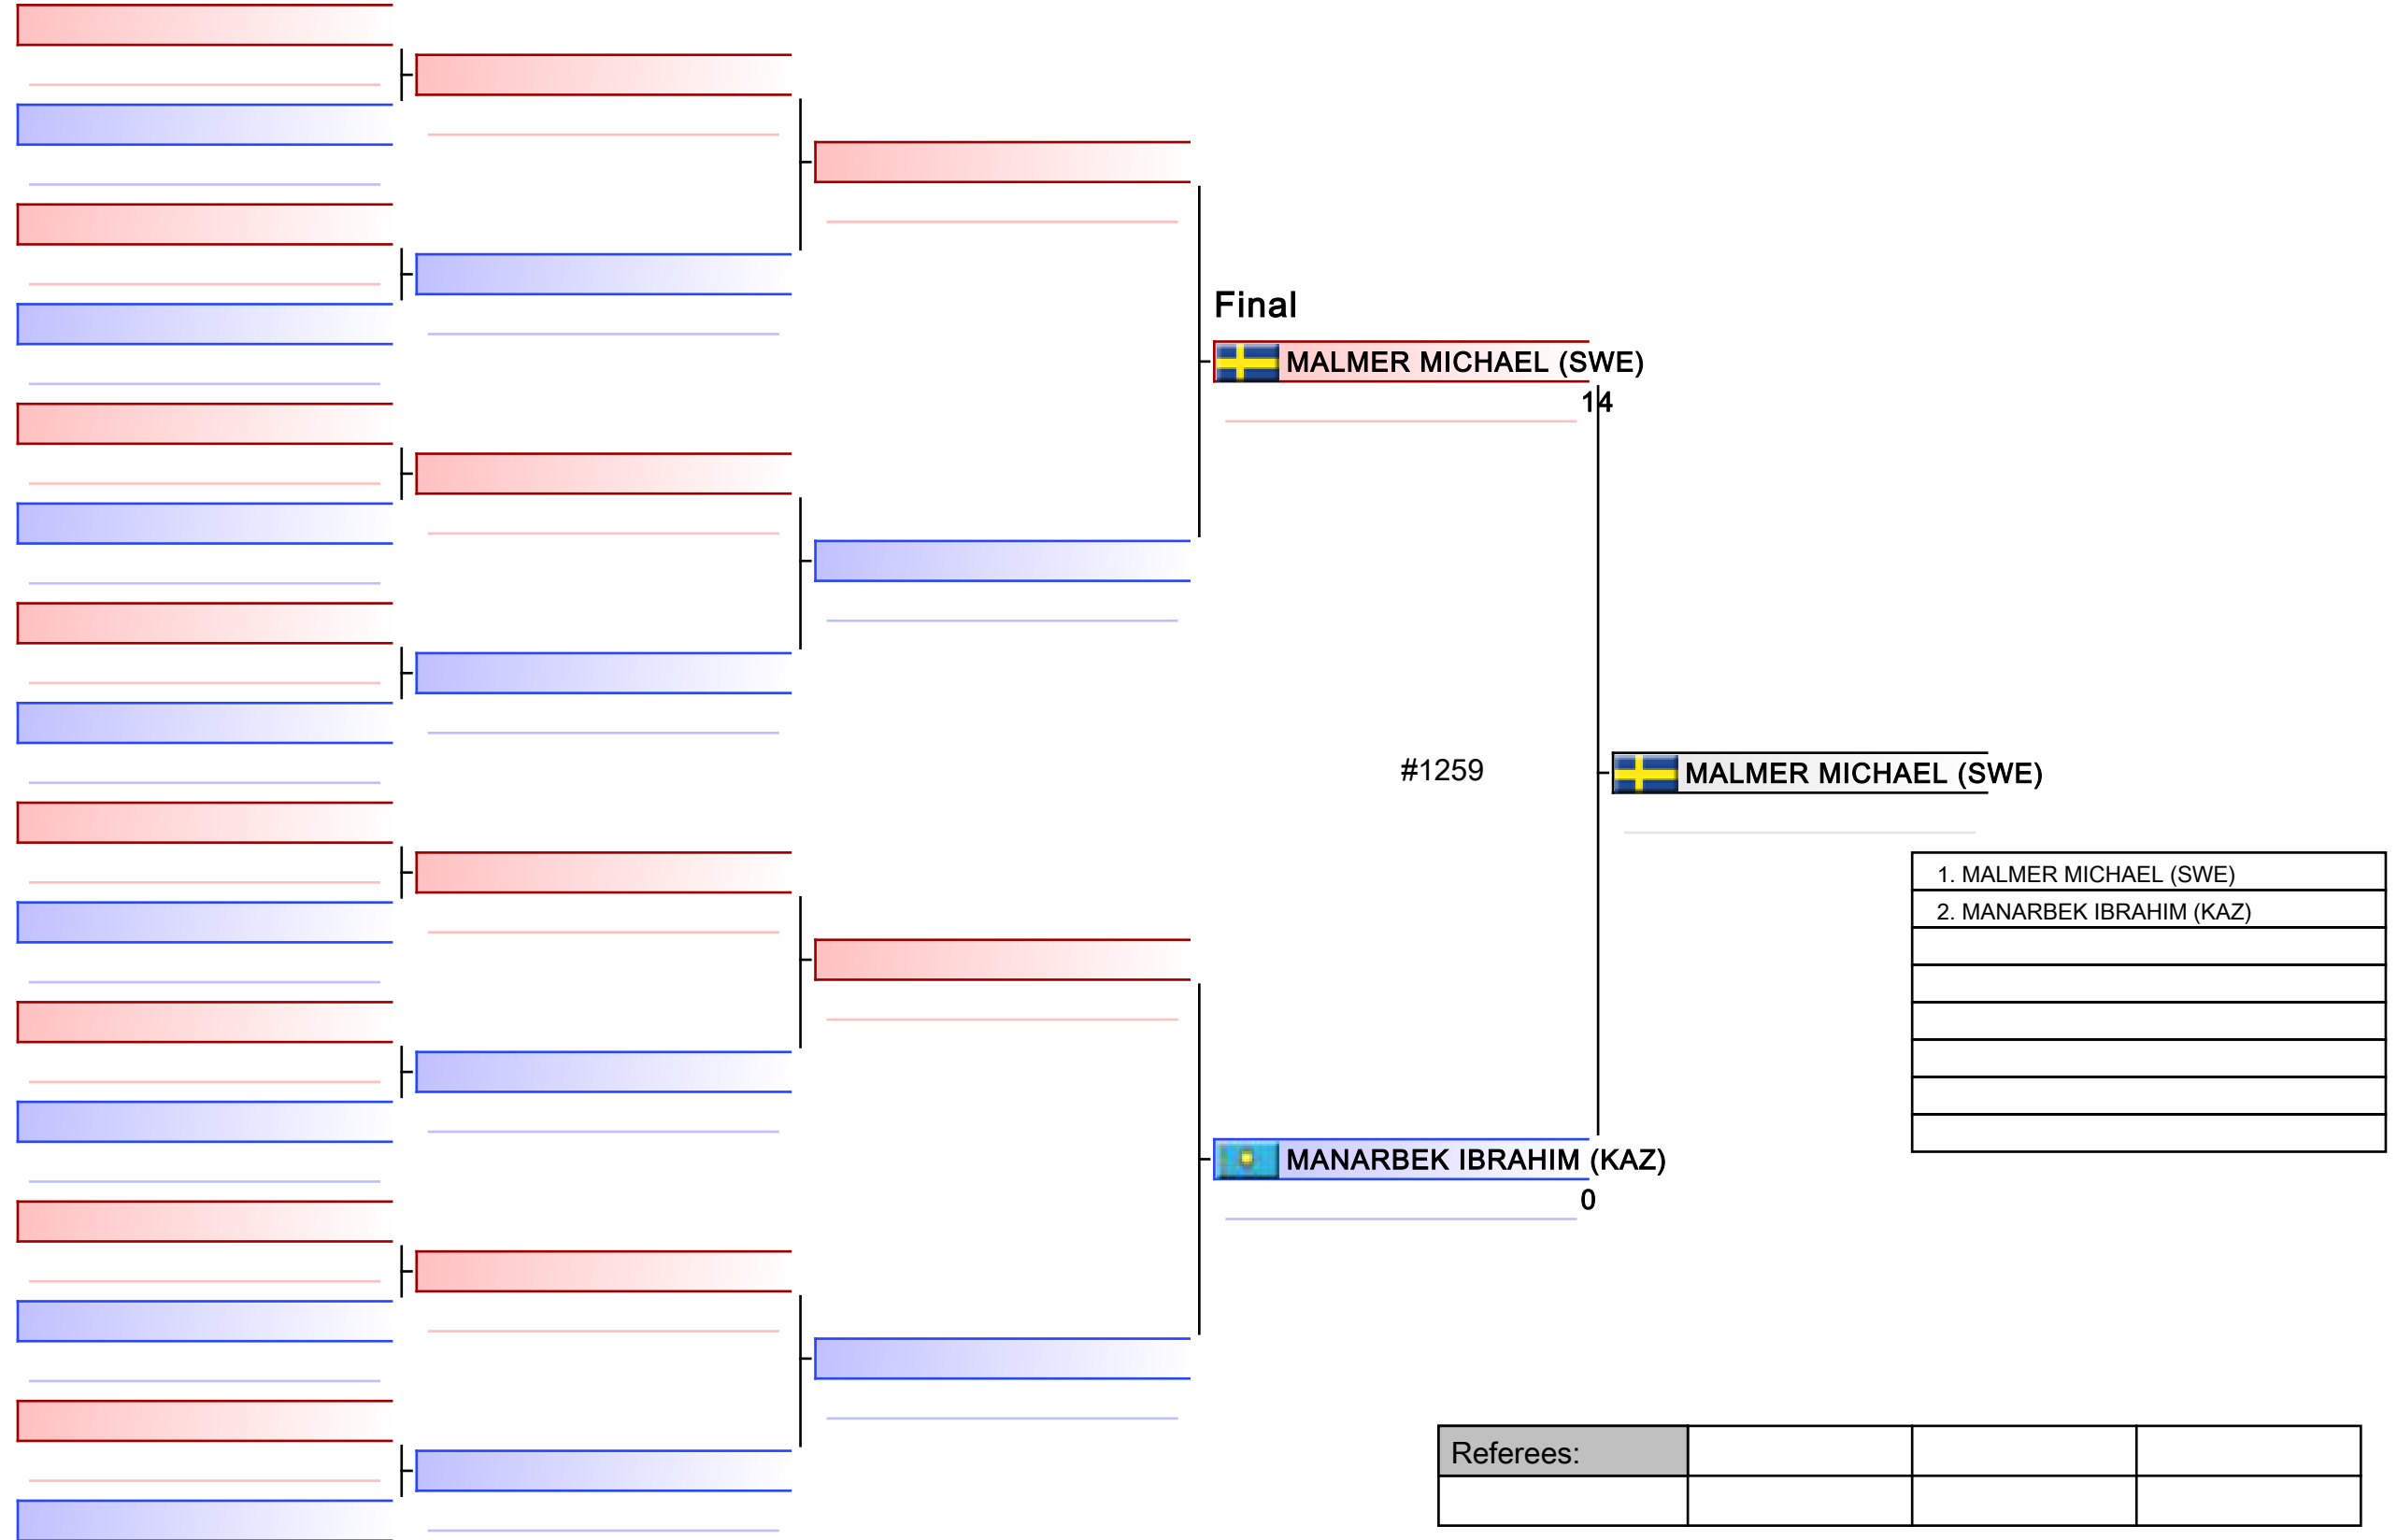 Final
MALMER MICHAEL (SWE)
14
#1259
MALMER MICHAEL (SWE)
1. MALMER MICHAEL (SWE)
2. MANARBEK IBRAHIM (KAZ)
MANARBEK IBRAHIM (KAZ)
0
Referees: